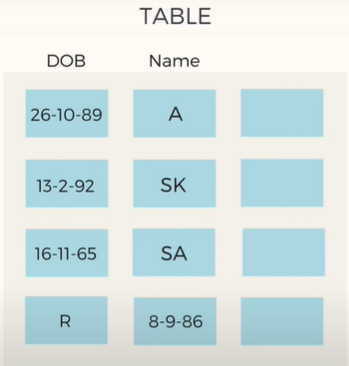 TABLE
DOB Name
26-10-89 A
13-2-92 SK
16-11-65 SA
R 8-9-86